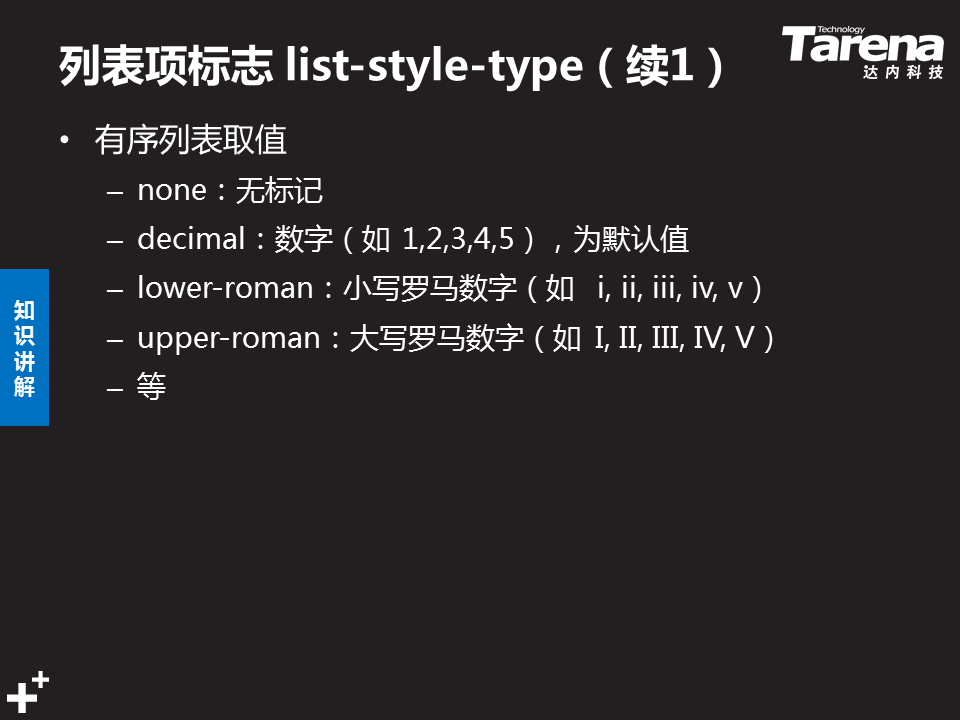 列表项标志 list-style-type（续1）
Technology
Tarena
达内科技
• 有序列表取值
– none：无标记
– decimal：数字（如 1,2,3,4,5），为默认值
– lower-roman：小写罗马数字（如 i, ii, iii, iv, v）
– upper-roman：大写罗马数字（如 I, II, III, IV, V）
– 等
知
识
讲
解